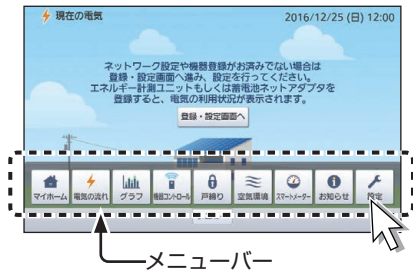 現在の電気
2016/12/25 (日) 12:00
ネットワーク設定や機器登録がお済みでない場合は
登録・設定画面へ進み、設定を行ってください。
エネルギー計測ユニットもしくは蓄電池ネットアダプタを
登録すると、電気の利用状況が表示されます。
登録・設定画面へ
マイホーム 電気の流れ グラフ 機器コントロール 戸締り 空気環境 スマートメーター お知らせ 設定
メニューバー